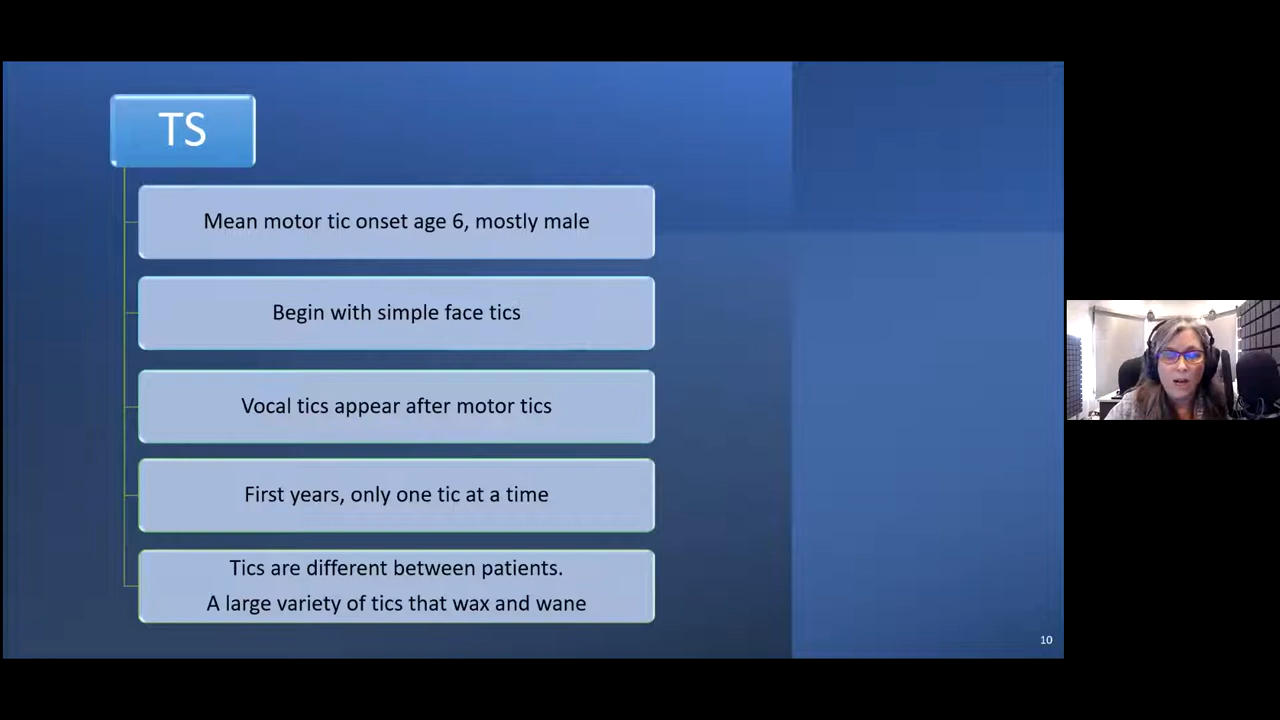 TS
Mean motor tic onset age 6, mostly male
Begin with simple face tics
Vocal tics appear after motor tics
First years, only one tic at a time
Tics are different between patients.
A large variety of tics that wax and wane
10